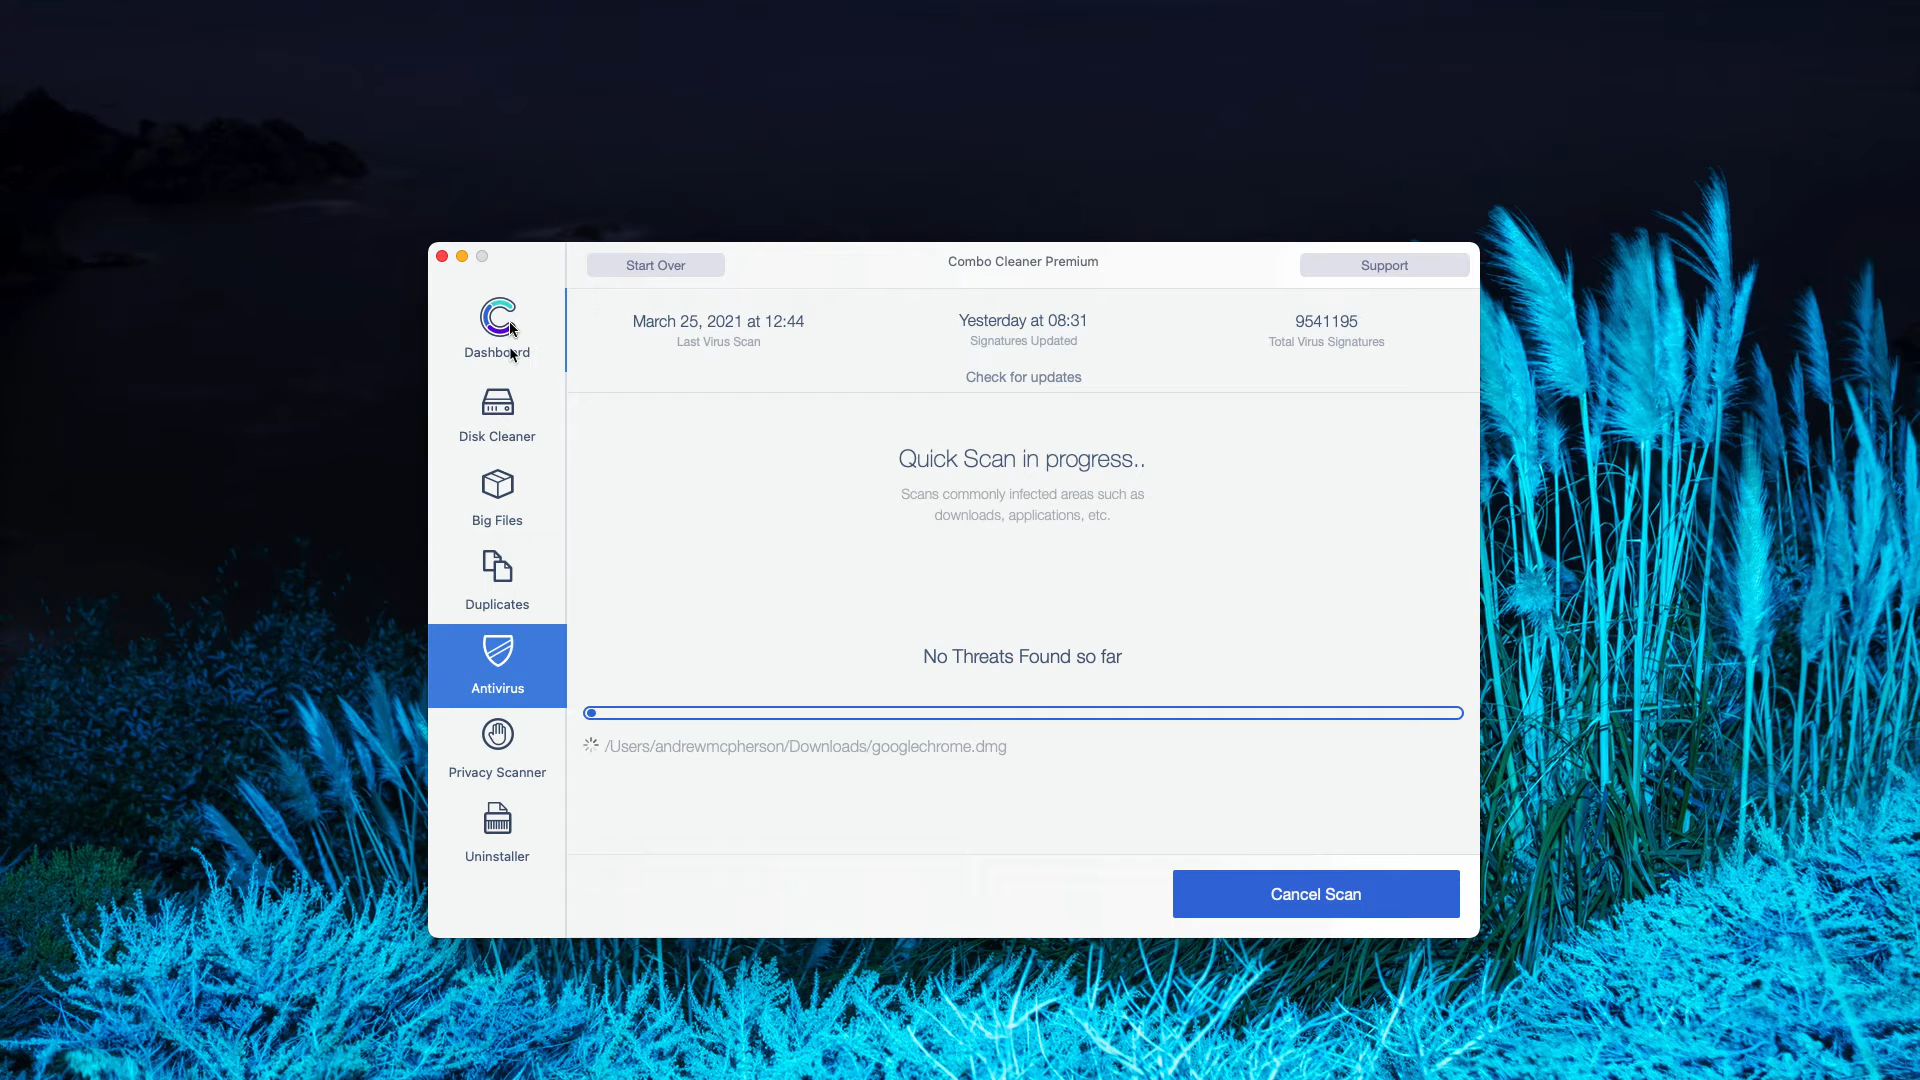 Start Over
Combo Cleaner Premium
Support
Dashboard
Disk Cleaner
Big Files
Duplicates
Antivirus
Privacy Scanner
Uninstaller
March 25, 2021 at 12:44
Last Virus Scan
Yesterday at 08:31
Signatures Updated
9541195
Total Virus Signatures
Check for updates
Quick Scan in progress..
Scans commonly infected areas such as
downloads, applications, etc.
No Threats Found so far
/Users/andrewmcpherson/Downloads/googlechrome.dmg
Cancel Scan